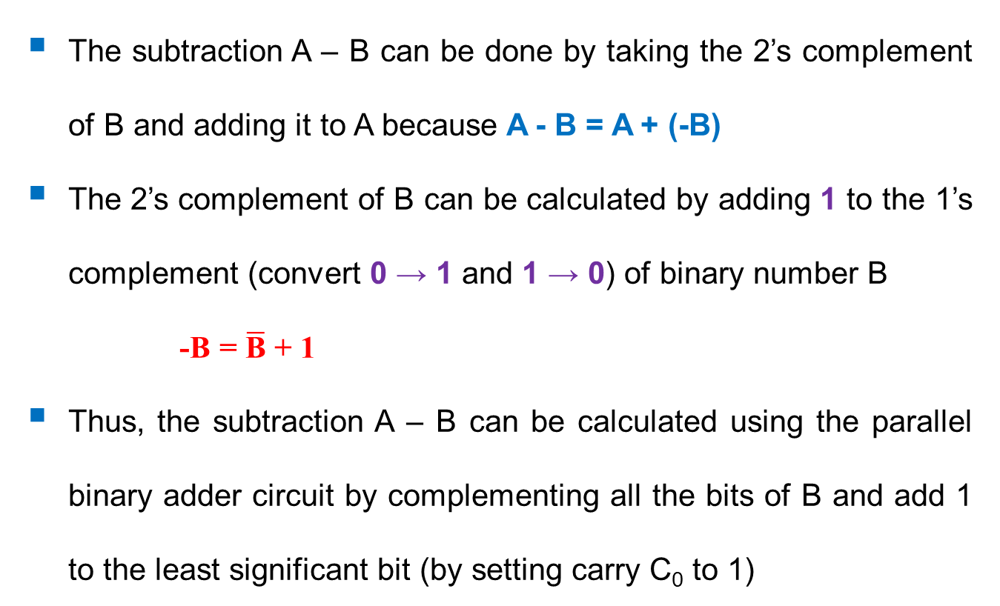 ▪ The subtraction A – B can be done by taking the 2’s complement
of B and adding it to A because A - B = A + (-B)
▪ The 2’s complement of B can be calculated by adding 1 to the 1’s
complement (convert 0 → 1 and 1 → 0) of binary number B
-B = B̅ + 1
▪ Thus, the subtraction A – B can be calculated using the parallel
binary adder circuit by complementing all the bits of B and add 1
to the least significant bit (by setting carry C₀ to 1)